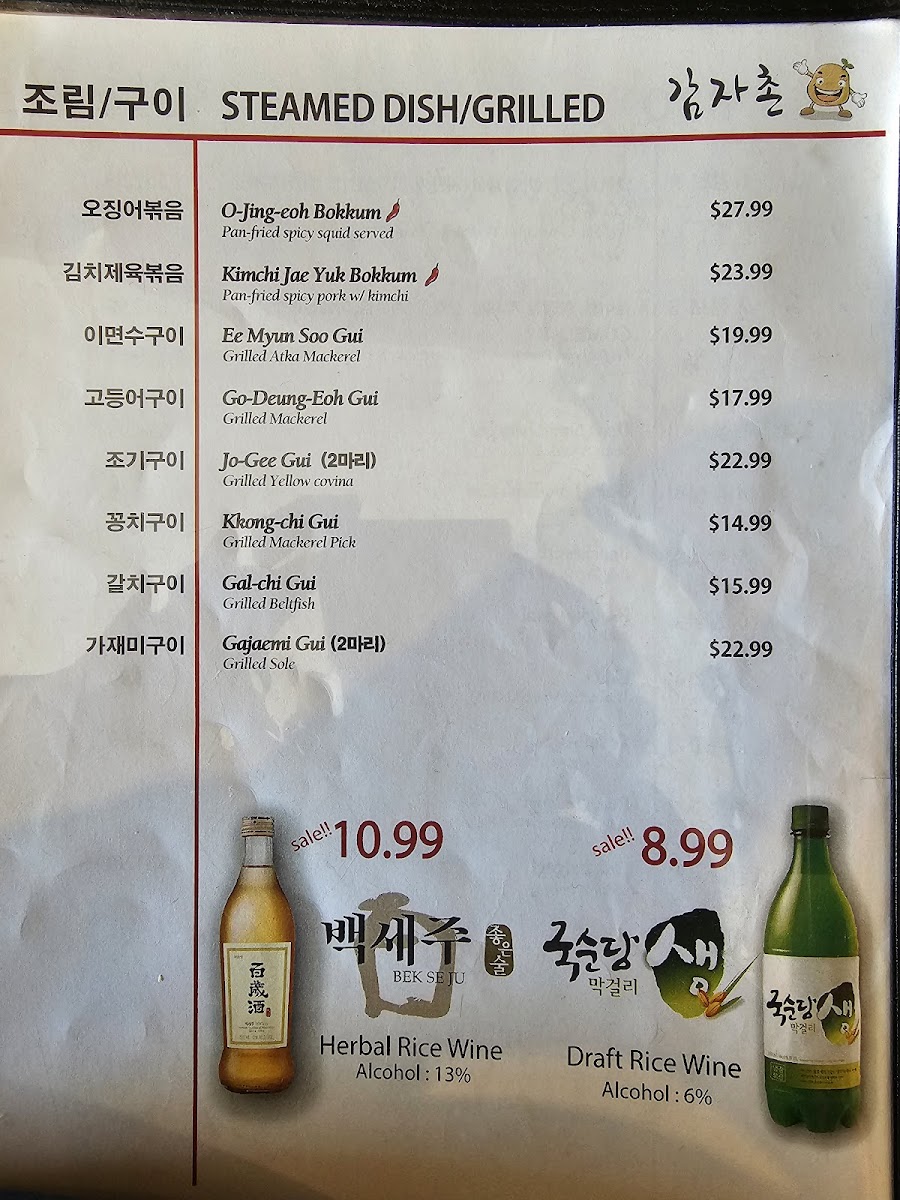 조림/구이 STEAMED DISH/GRILLED 감자촌
오징어볶음 O-Jing-eoh Bokkum $27.99
Pan-fried spicy squid served
김치제육볶음 Kimchi Jae Yuk Bokkum $23.99
Pan-fried spicy pork w/ kimchi
이면수구이 Ee Myun Soo Gui $19.99
Grilled Atka Mackerel
고등어구이 Go-Deung-Eoh Gui $17.99
Grilled Mackerel
조기구이 Jo-Gee Gui (2마리) $22.99
Grilled Yellow covina
꽁치구이 Kkong-chi Gui $14.99
Grilled Mackerel Pick
갈치구이 Gal-chi Gui $15.99
Grilled Beltfish
가재미구이 Gajaemi Gui (2마리) $22.99
Grilled Sole
sale!! 10.99
백세주 좋은술
BEK SE JU
Herbal Rice Wine
Alcohol : 13%
百歲酒
sale!! 8.99
국순당 생
막걸리
Draft Rice Wine
Alcohol : 6%
국순당 생
막걸리